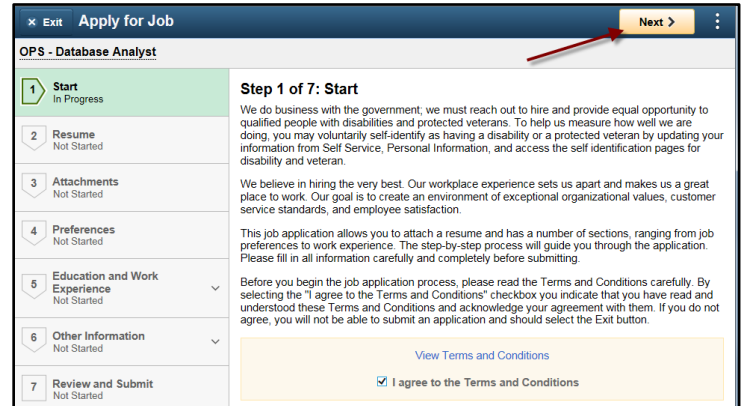 × Exit Apply for Job Next >
OPS - Database Analyst
1 Start
In Progress
2 Resume
Not Started
3 Attachments
Not Started
4 Preferences
Not Started
5 Education and Work
Experience
Not Started
6 Other Information
Not Started
7 Review and Submit
Not Started
Step 1 of 7: Start
We do business with the government; we must reach out to hire and provide equal opportunity to
qualified people with disabilities and protected veterans. To help us measure how well we are
doing, you may voluntarily self-identify as having a disability or a protected veteran by updating your
information from Self Service, Personal Information, and access the self identification pages for
disability and veteran.
We believe in hiring the very best. Our workplace experience sets us apart and makes us a great
place to work. Our goal is to create an environment of exceptional organizational values, customer
service standards, and employee satisfaction.
This job application allows you to attach a resume and has a number of sections, ranging from job
preferences to work experience. The step-by-step process will guide you through the application.
Please fill in all information carefully and completely before submitting.
Before you begin the job application process, please read the Terms and Conditions carefully. By
selecting the "I agree to the Terms and Conditions" checkbox you indicate that you have read and
understood these Terms and Conditions and acknowledge your agreement with them. If you do not
agree, you will not be able to submit an application and should select the Exit button.
View Terms and Conditions
I agree to the Terms and Conditions